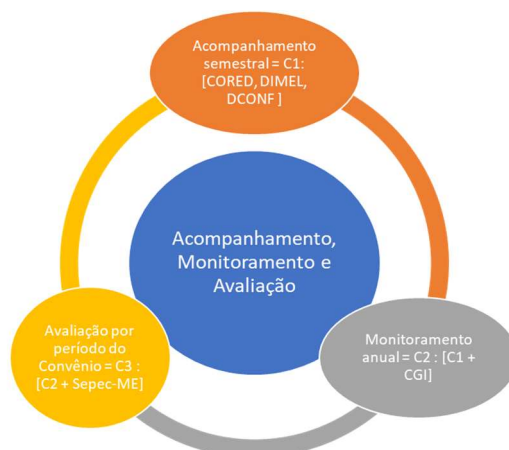 Acompanhamento
semestral = C1:
[CORED, DIMEL,
DCONF ]
Acompanhamento,
Monitoramento e
Avaliação
Avaliação por
período do
Convênio = C3 :
[C2 + Sepec-ME]
Monitoramento
anual = C2 : [C1 +
CGI]